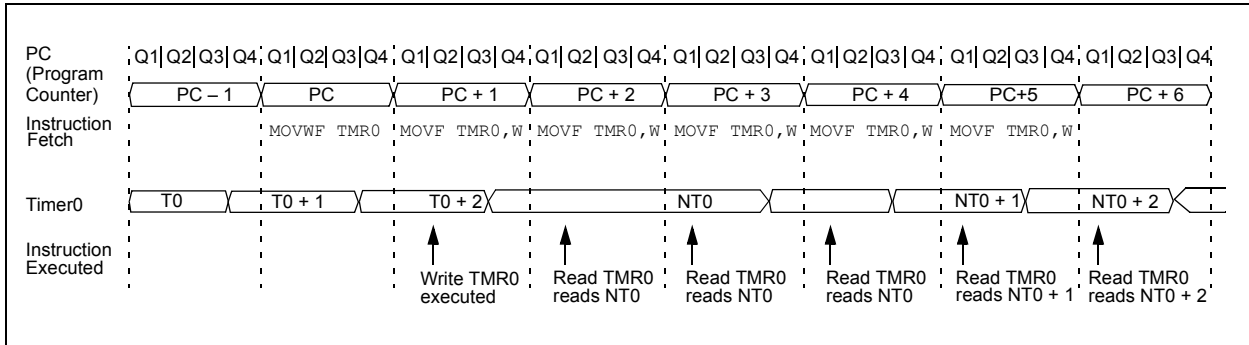 PC
(Program
Counter)
Q1 Q2 Q3 Q4 Q1 Q2 Q3 Q4 Q1 Q2 Q3 Q4 Q1 Q2 Q3 Q4 Q1 Q2 Q3 Q4 Q1 Q2 Q3 Q4 Q1 Q2 Q3 Q4 Q1 Q2 Q3 Q4
PC – 1 PC PC + 1 PC + 2 PC + 3 PC + 4 PC+5 PC + 6
Instruction
Fetch
MOVWF TMR0 MOVF TMR0,W MOVF TMR0,W MOVF TMR0,W MOVF TMR0,W MOVF TMR0,W
Timer0
T0 T0 + 1 T0 + 2 NT0 NT0 + 1 NT0 + 2
Instruction
Executed
Write TMR0
executed
Read TMR0
reads NT0
Read TMR0
reads NT0
Read TMR0
reads NT0
Read TMR0
reads NT0 + 1
Read TMR0
reads NT0 + 2